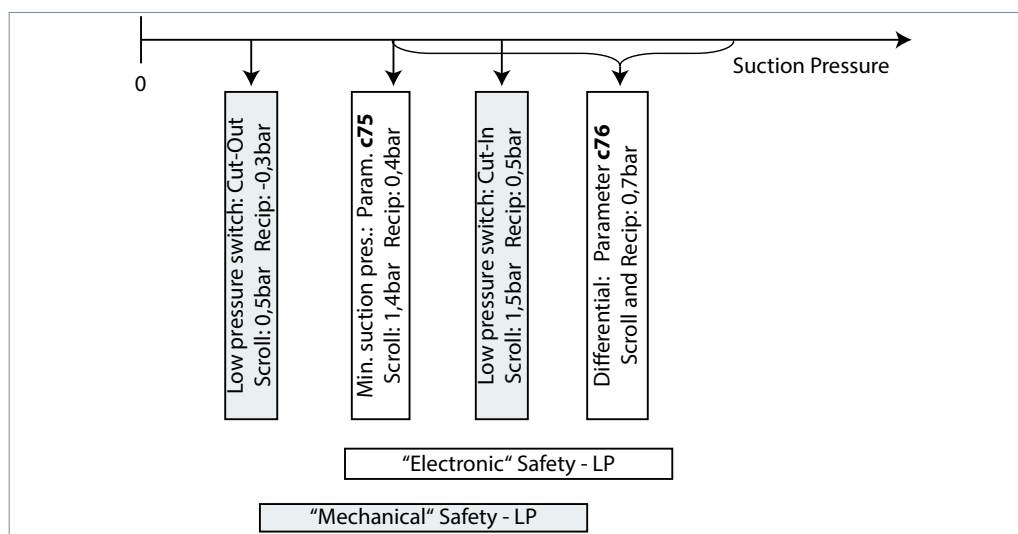 0
Suction Pressure
Low pressure switch: Cut-Out
Scroll: 0,5bar Recip: -0,3bar
Min. suction pres.: Param. c75
Scroll: 1,4bar Recip: 0,4bar
Low pressure switch: Cut-In
Scroll: 1,5bar Recip: 0,5bar
Differential: Parameter c76
Scroll and Recip: 0,7bar
“Electronic“ Safety - LP
“Mechanical“ Safety - LP